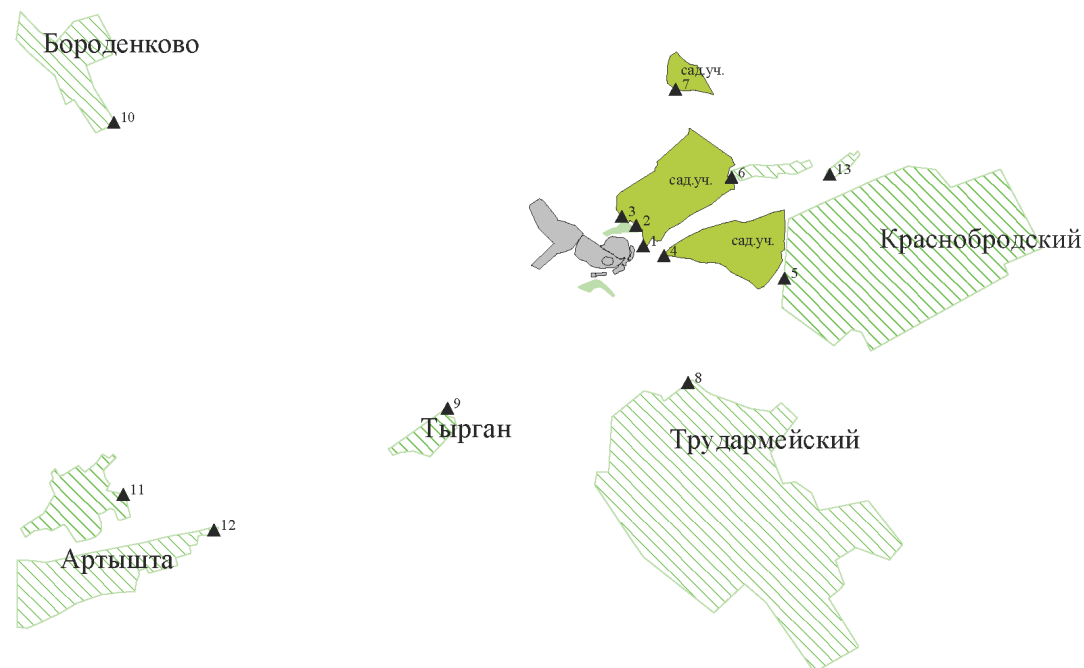 Бороденково
сад.уч.
7
10
6
13
сад.уч.
3
2
сад.уч.
Краснобродский
1
4
5
8
9
Тырган
Трудармейский
11
12
Артышта